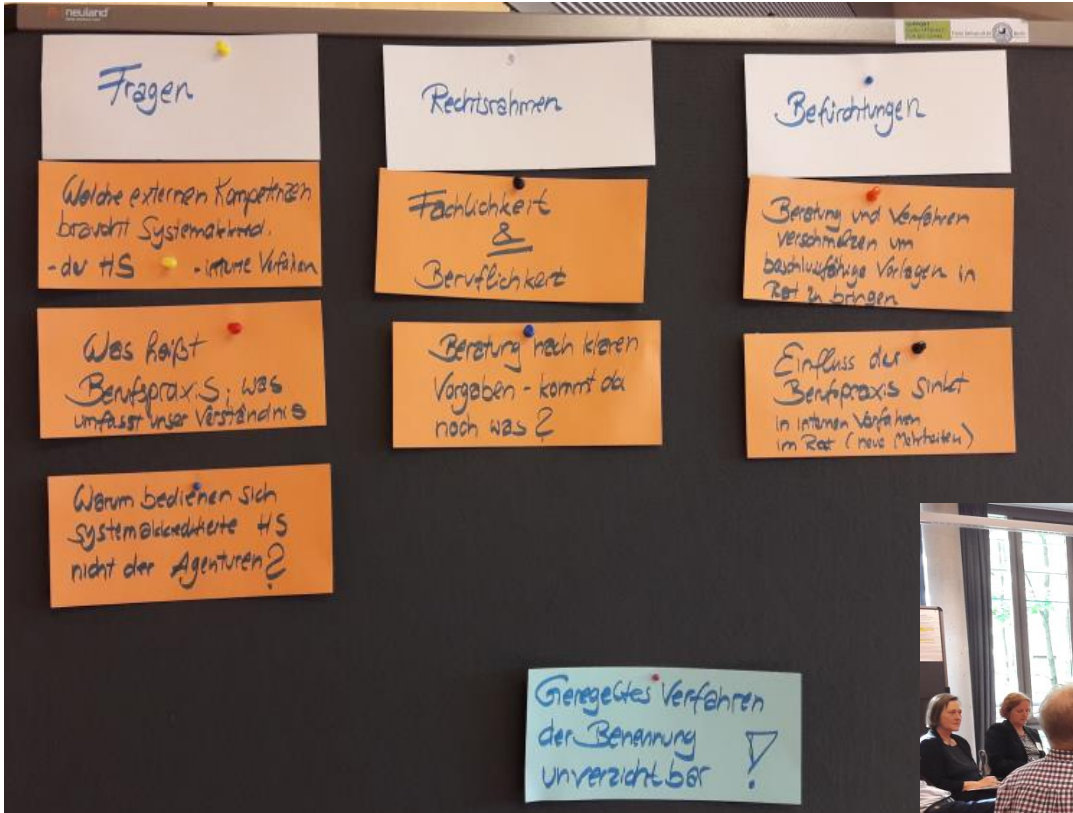 neuland
Fragen
Welche externen Kompetenzen
braucht Systemakkred.
- der HS - interne Verfahren
Was heißt
Berufspraxis; was
umfasst unser Verständnis
Warum bedienen sich
systemakkreditierte HS
nicht der Agenturen?
Rechtsrahmen
Fachlichkeit
&
Beruflichkeit
Beratung nach klaren
Vorgaben - kommt da
noch was?
Befürchtungen
Beratung und Verfahren
verschmelzen um
beschlussfähige Vorlagen in
Rat zu bringen
Einfluss der
Berufspraxis sinkt
in internen Verfahren
im Rat (neue Mehrheiten)
Geregeltes Verfahren
der Benennung
unverzichtbar !